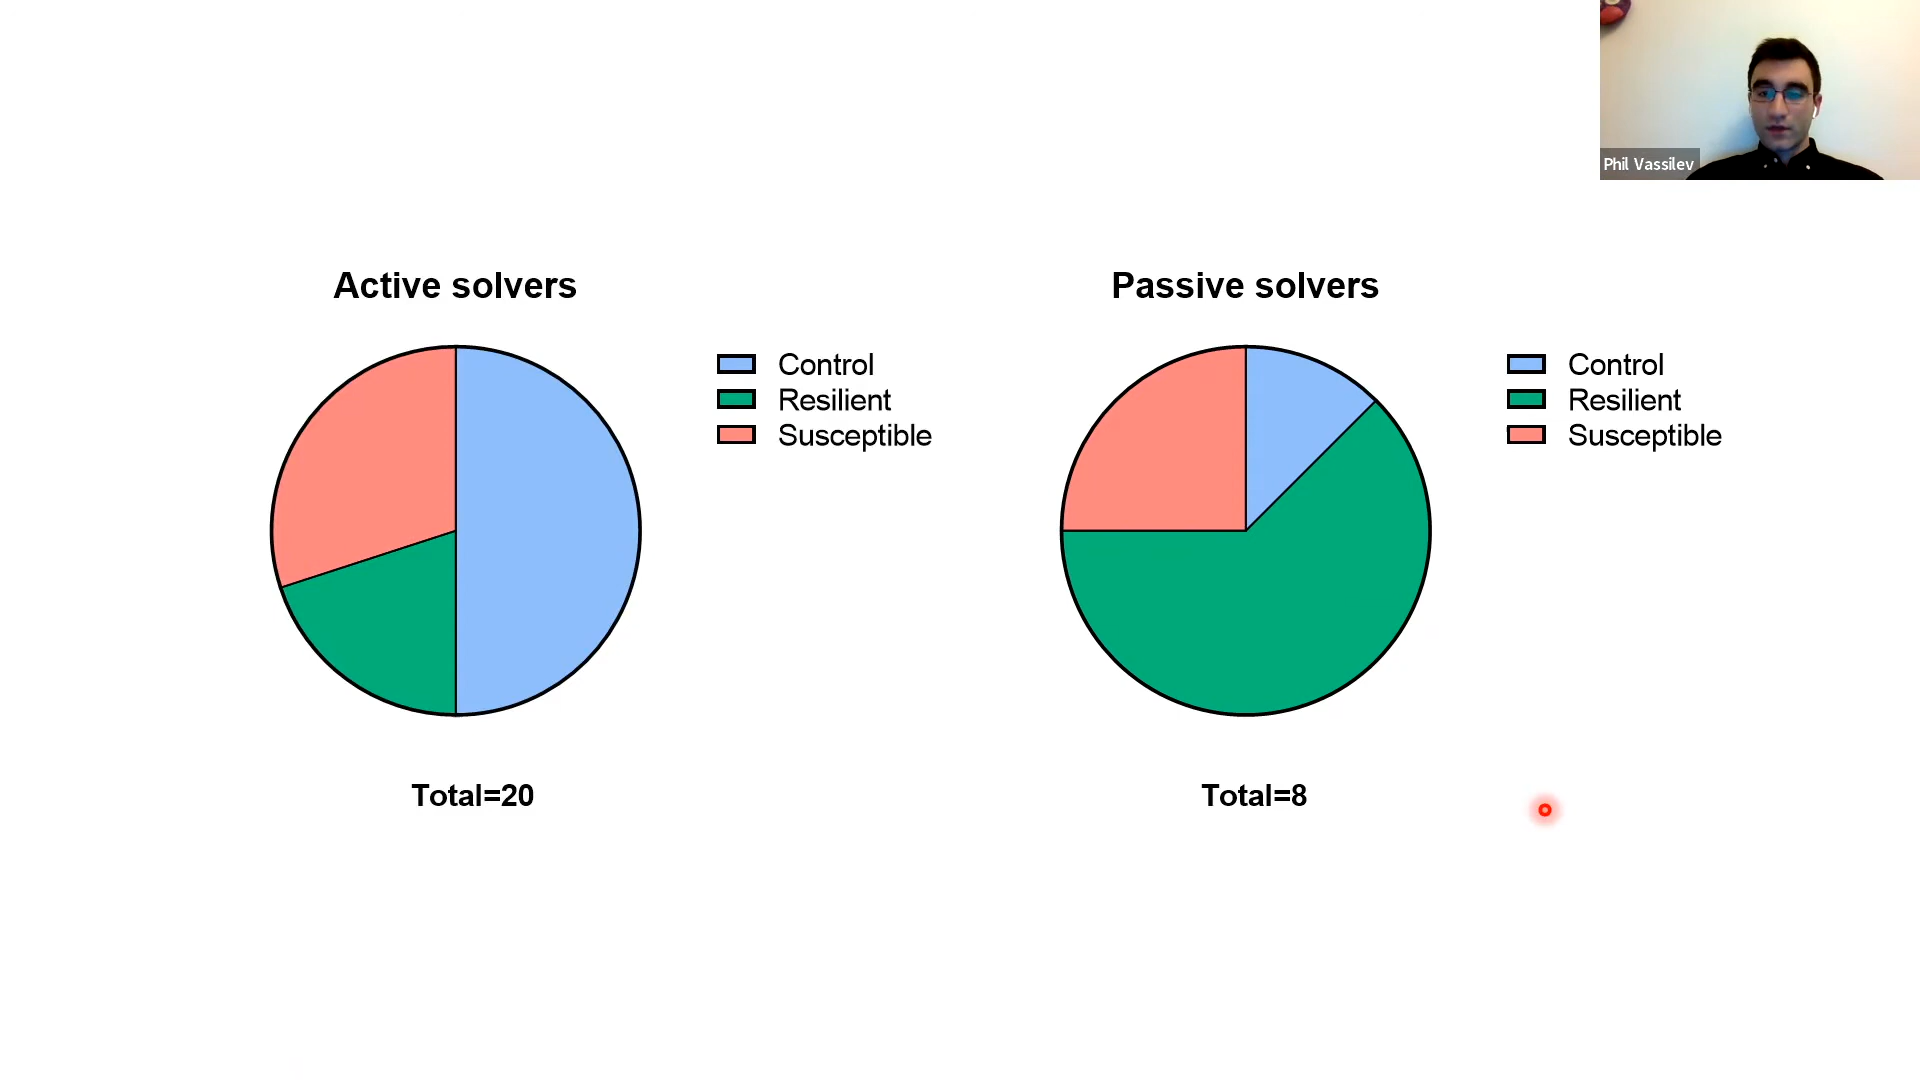 Phil Vassilev
Active solvers
Control
Resilient
Susceptible
Total=20
Passive solvers
Control
Resilient
Susceptible
Total=8